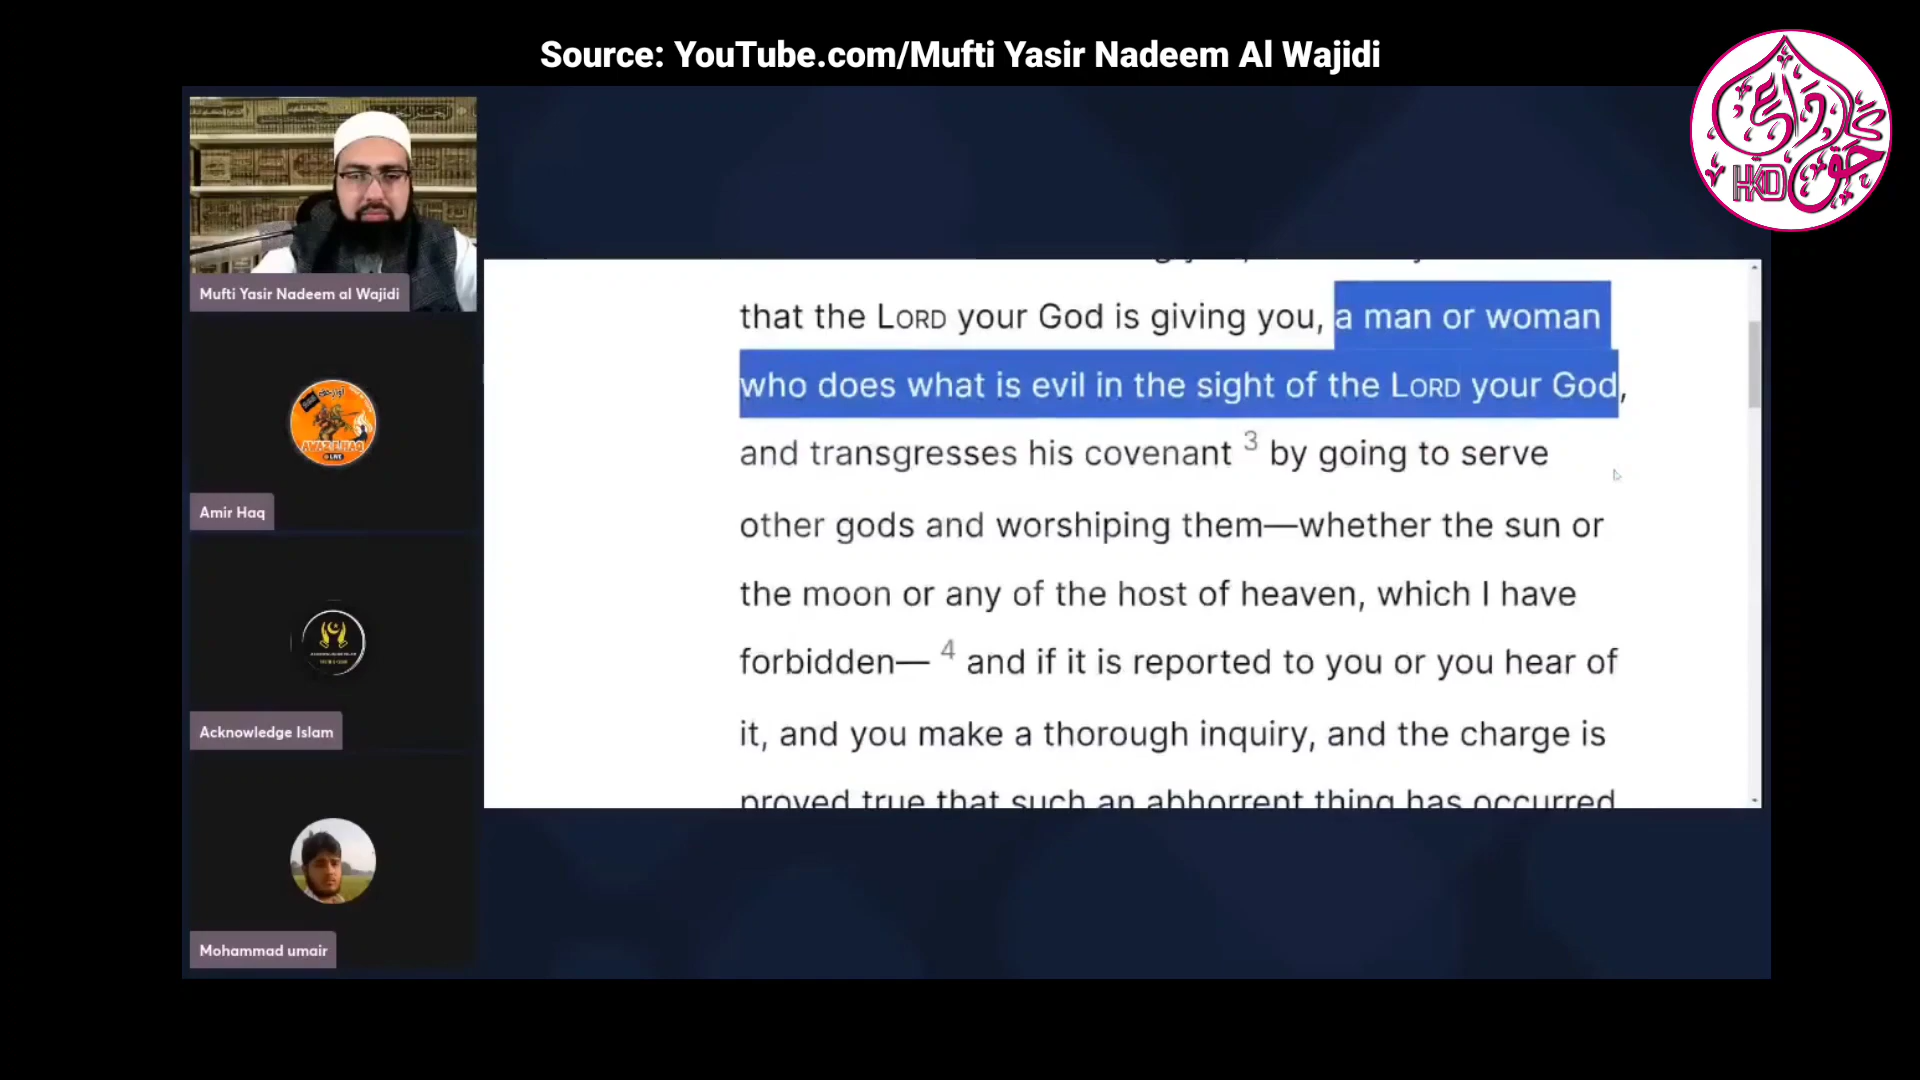 Source: YouTube.com/Mufti Yasir Nadeem Al Wajidi
HKD
Mufti Yasir Nadeem al Wajidi
AWAZ E HAQ
LIVE
Amir Haq
Acknowledge Islam
Mohammad umair
that the LORD your God is giving you, a man or woman
who does what is evil in the sight of the LORD your God,
and transgresses his covenant 3 by going to serve
other gods and worshiping them—whether the sun or
the moon or any of the host of heaven, which I have
forbidden— 4 and if it is reported to you or you hear of
it, and you make a thorough inquiry, and the charge is
proved true that such an abhorrent thing has occurred